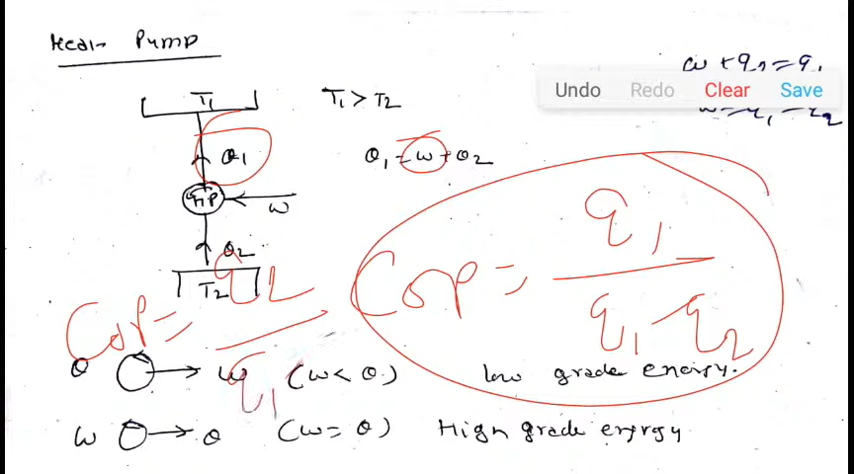 Heat Pump
w + q2 = q1
Undo Redo Clear Save
T1 T1 > T2
Q1 Q1 = w + Q2
HP w
Q2
T2
COP = q2 / q1
COP = q1 / q1 - q2
Q → w (w < Q) Low grade energy.
w → Q (w = Q) High grade energy